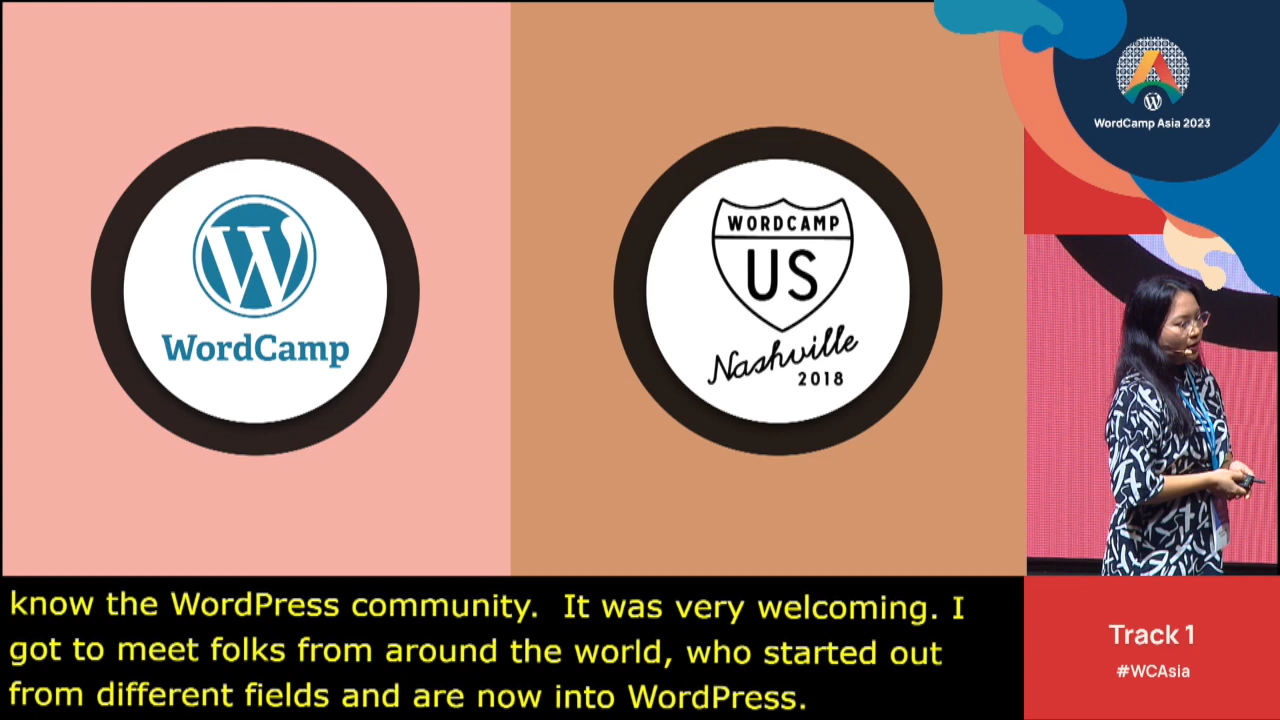 WordCamp
WORDCAMP
US
Nashville
2018
WordCamp Asia 2023
know the WordPress community.  It was very welcoming. I
got to meet folks from around the world, who started out
from different fields and are now into WordPress.
Track 1
#WCAsia